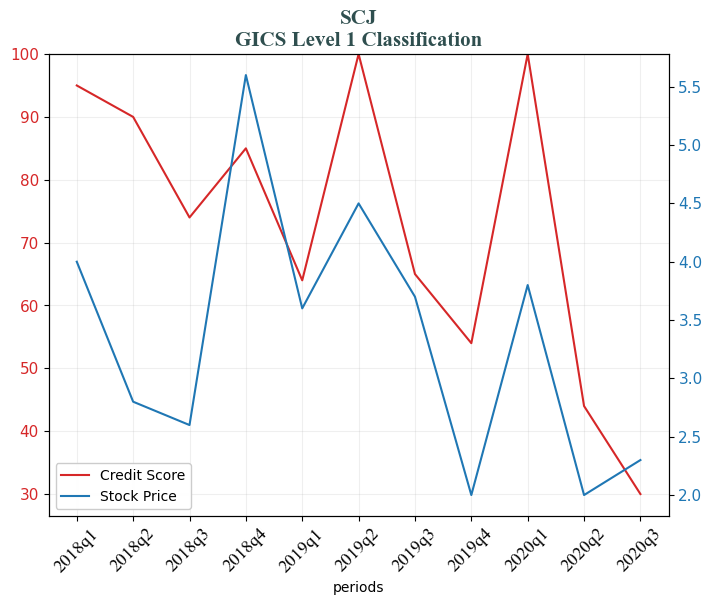 SCJ
GICS Level 1 Classification
100
90
80
70
60
50
40
30
5.5
5.0
4.5
4.0
3.5
3.0
2.5
2.0
Credit Score
Stock Price
2018q1
2018q2
2018q3
2018q4
2019q1
2019q2
2019q3
2019q4
2020q1
2020q2
2020q3
periods